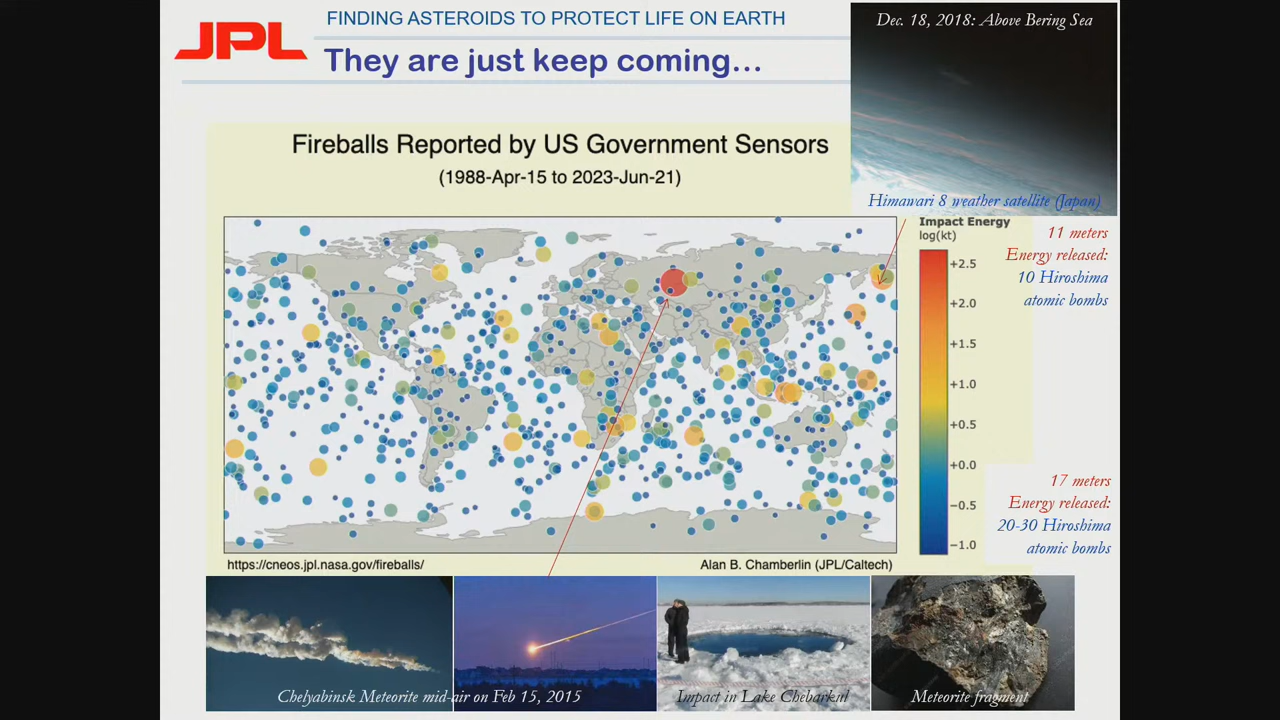 JPL
FINDING ASTEROIDS TO PROTECT LIFE ON EARTH
They are just keep coming...
Dec. 18, 2018: Above Bering Sea
Himawari 8 weather satellite (Japan)
Fireballs Reported by US Government Sensors
(1988-Apr-15 to 2023-Jun-21)
Impact Energy
log(kt)
+2.5
+2.0
+1.5
+1.0
+0.5
+0.0
−0.5
−1.0
11 meters
Energy released:
10 Hiroshima
atomic bombs
17 meters
Energy released:
20-30 Hiroshima
atomic bombs
https://cneos.jpl.nasa.gov/fireballs/
Alan B. Chamberlin (JPL/Caltech)
Chelyabinsk Meteorite mid-air on Feb 15, 2015
Impact in Lake Chebarkul
Meteorite fragment